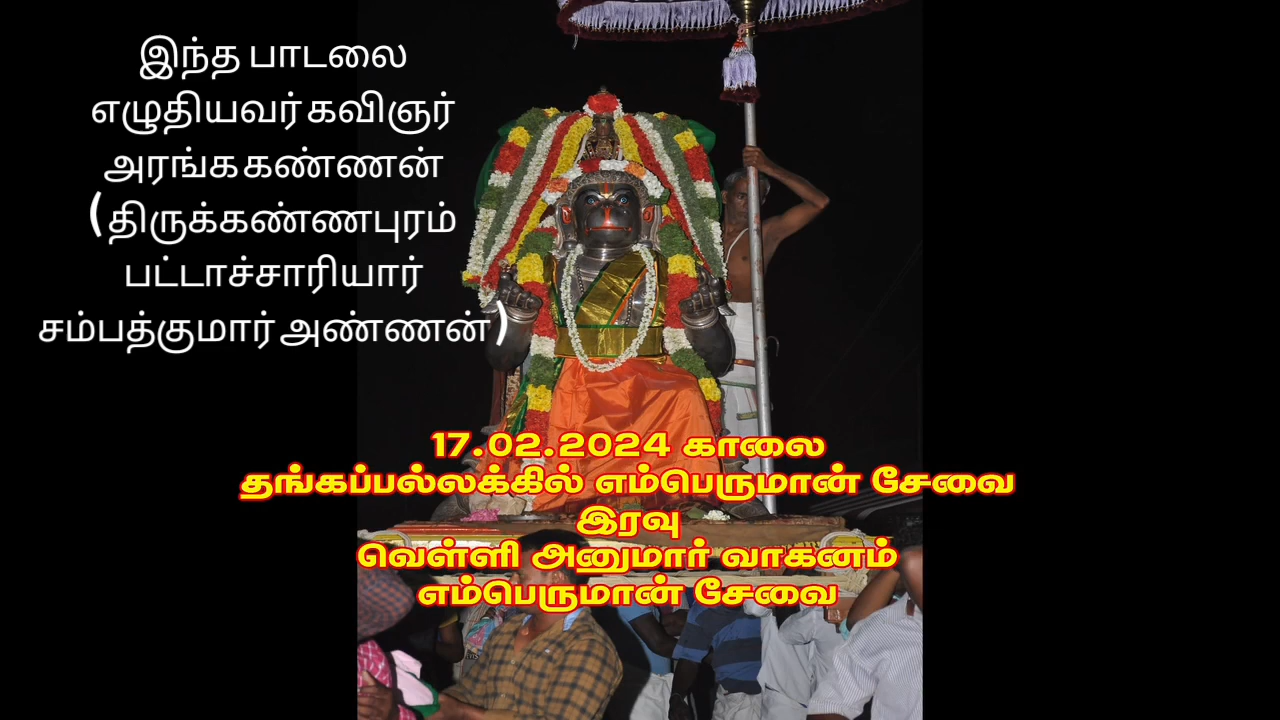 இந்த பாடலை
எழுதியவர் கவிஞர்
அரங்ககண்ணன்
(திருக்கண்ணபுரம்
பட்டாச்சாரியார்
சம்பத்குமார் அண்ணன்)
17.02.2024 காலை
தங்கப்பல்லக்கில் எம்பெருமான் சேவை
இரவு
வெள்ளி அனுமார் வாகனம்
எம்பெருமான் சேவை